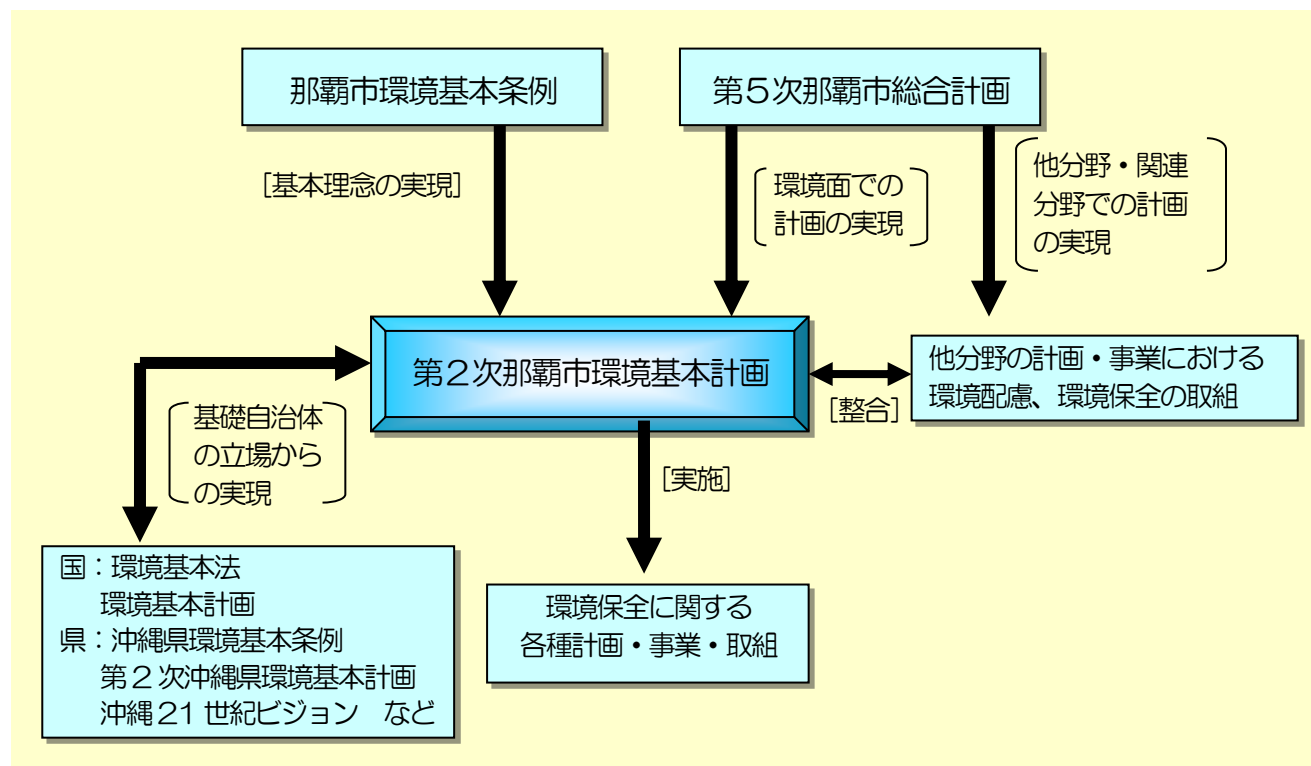 那覇市環境基本条例
第5次那覇市総合計画
[基本理念の実現]
環境面での
計画の実現
他分野・関連
分野での計画
の実現
第2次那覇市環境基本計画
他分野の計画・事業における
環境配慮、環境保全の取組
[整合]
基礎自治体
の立場から
の実現
[実施]
国：環境基本法
環境基本計画
県：沖縄県環境基本条例
第2次沖縄県環境基本計画
沖縄21世紀ビジョン　など
環境保全に関する
各種計画・事業・取組